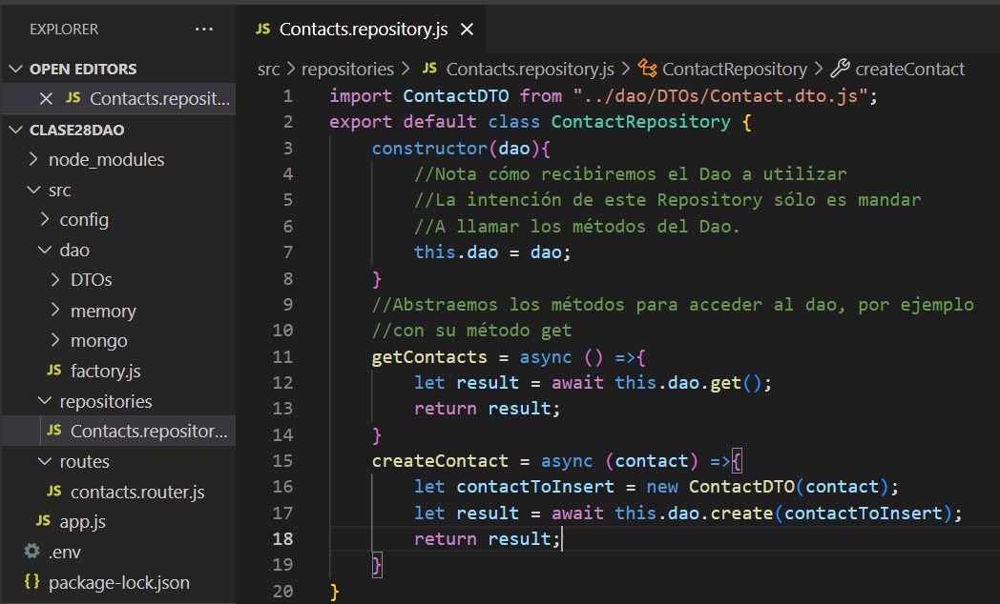 EXPLORER ...
OPEN EDITORS
JS Contacts.reposit...
CLASE28DAO
node_modules
src
config
dao
DTOs
memory
mongo
JS factory.js
repositories
JS Contacts.repositor...
routes
JS contacts.router.js
JS app.js
.env
{} package-lock.json
JS Contacts.repository.js
src > repositories > JS Contacts.repository.js > ContactRepository > createContact
1 import ContactDTO from "../dao/DTOs/Contact.dto.js";
2 export default class ContactRepository {
3 constructor(dao){
4 //Nota cómo recibiremos el Dao a utilizar
5 //La intención de este Repository sólo es mandar
6 //A llamar los métodos del Dao.
7 this.dao = dao;
8 }
9 //Abstraemos los métodos para acceder al dao, por ejemplo
10 //con su método get
11 getContacts = async () =>{
12 let result = await this.dao.get();
13 return result;
14 }
15 createContact = async (contact) =>{
16 let contactToInsert = new ContactDTO(contact);
17 let result = await this.dao.create(contactToInsert);
18 return result;
19 }
20 }